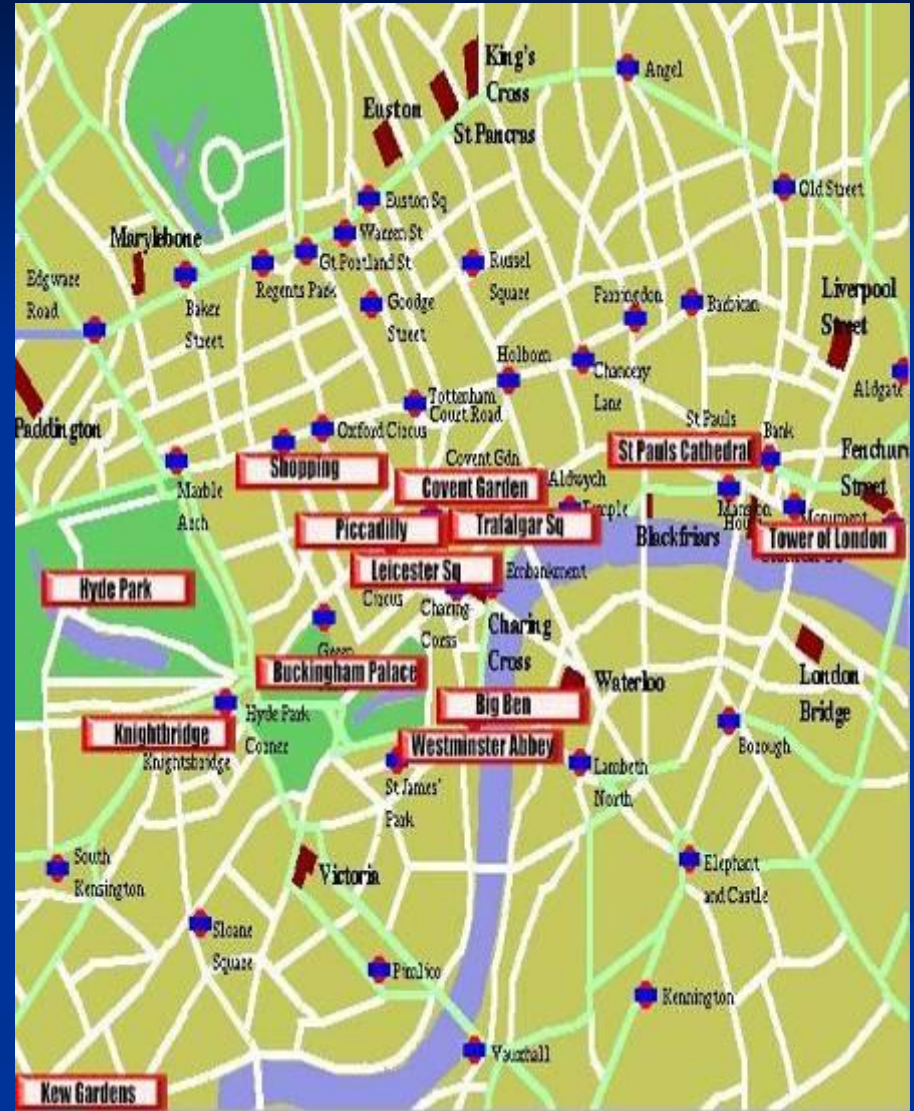 King's
Cross
St Pancras
Euston
Angel
Old Street
Euston Sq
Warren St
Gt Portland St
Regents Park
Marylebone
Edgware
Road
Baker
Street
Goodge
Street
Russel
Square
Farringdon
Barbican
Liverpool
Street
Holborn
Chancery
Lane
Aldgate
Paddington
Tottenham
Court Road
Oxford Circus
Shopping
Marble
Arch
Covent Gdn
Covent Garden
St Pauls
St Pauls Cathedral
Bank
Aldwych
Piccadilly
Trafalgar Sq
Blackfriars
Mansion
Monument
Street
Tower of London
Hyde Park
Leicester Sq
Embankment
Circus
Charing
Charing
Cross
Green
Buckingham Palace
Waterloo
London
Bridge
Big Ben
Knightbridge
Hyde Park
Corner
Knightsbridge
Westminster Abbey
Borough
St James'
Park
Lambeth
North
South
Kensington
Victoria
Elephant
and Castle
Sloane
Square
Pimlico
Kennington
Vauxhall
Kew Gardens